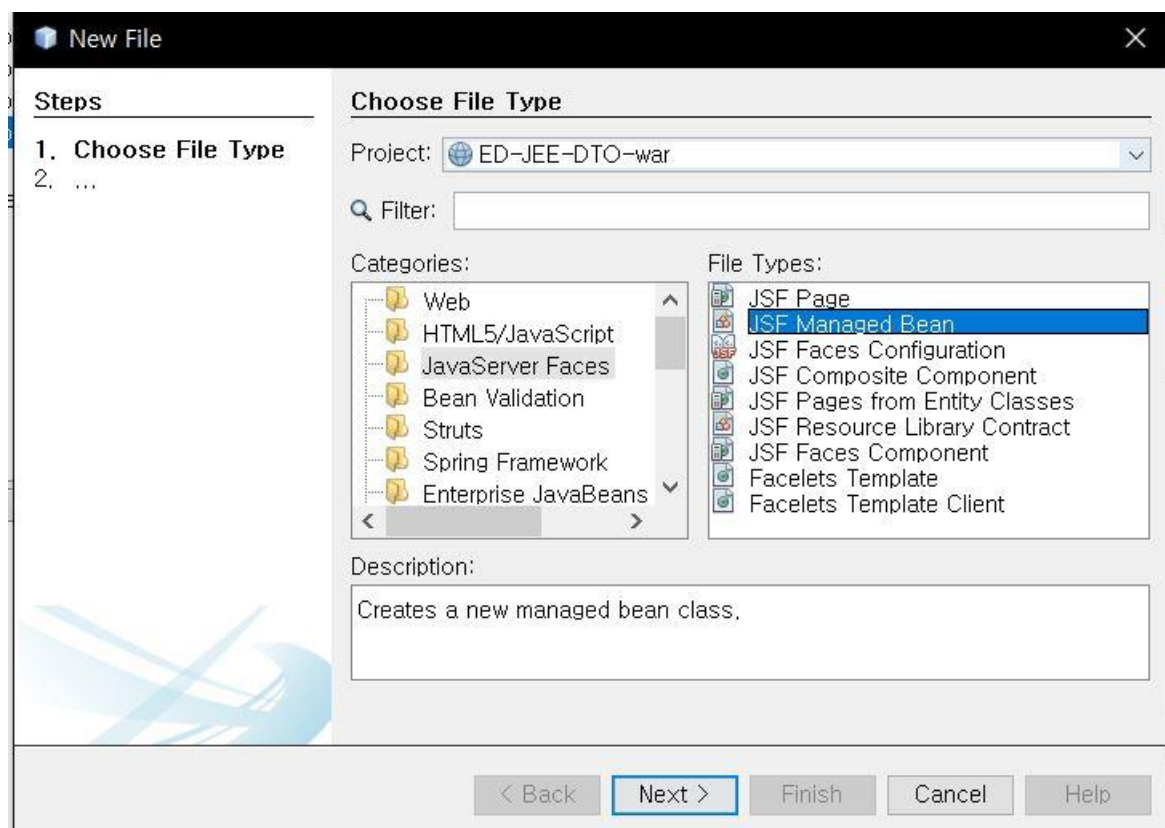 New File
Steps
1. Choose File Type
2. ...
Choose File Type
Project: ED-JEE-DTO-war
Filter:
Categories:
Web
HTML5/JavaScript
JavaServer Faces
Bean Validation
Struts
Spring Framework
Enterprise JavaBeans
File Types:
JSF Page
JSF Managed Bean
JSF Faces Configuration
JSF Composite Component
JSF Pages from Entity Classes
JSF Resource Library Contract
JSF Faces Component
Facelets Template
Facelets Template Client
Description:
Creates a new managed bean class,
< Back
Next >
Finish
Cancel
Help